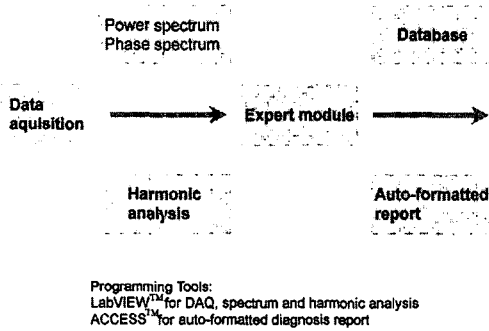 Power spectrum
Phase spectrum
Database
Data
aquisition
Expert module
Harmonic
analysis
Auto-formatted
report
Programming Tools:
LabVIEW™ for DAQ, spectrum and harmonic analysis
ACCESS™ for auto-formatted diagnosis report